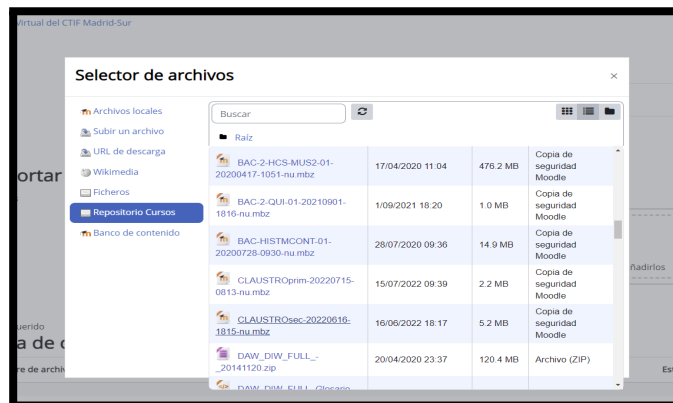 Virtual del CTIF Madrid-Sur
Selector de archivos
×
Archivos locales
Subir un archivo
URL de descarga
Wikimedia
Ficheros
Repositorio Cursos
Banco de contenido
Buscar
Raíz
BAC-2-HCS-MUS2-01-
20200417-1051-nu.mbz
17/04/2020 11:04
476.2 MB
Copia de
seguridad
Moodle
BAC-2-QUI-01-20210901-
1816-nu.mbz
1/09/2021 18:20
1.0 MB
Copia de
seguridad
Moodle
BAC-HISTMCONT-01-
20200728-0930-nu.mbz
28/07/2020 09:36
14.9 MB
Copia de
seguridad
Moodle
CLAUSTROprim-20220715-
0813-nu.mbz
15/07/2022 09:39
2.2 MB
Copia de
seguridad
Moodle
CLAUSTROsec-20220616-
1815-nu.mbz
16/06/2022 18:17
5.2 MB
Copia de
seguridad
Moodle
DAW_DIW_FULL_-
_20141120.zip
20/04/2020 23:37
120.4 MB
Archivo (ZIP)
DAW_DIW_FULL_Glosario
ortar
ñadirlos
uerido
a de c
re de archiv
Est